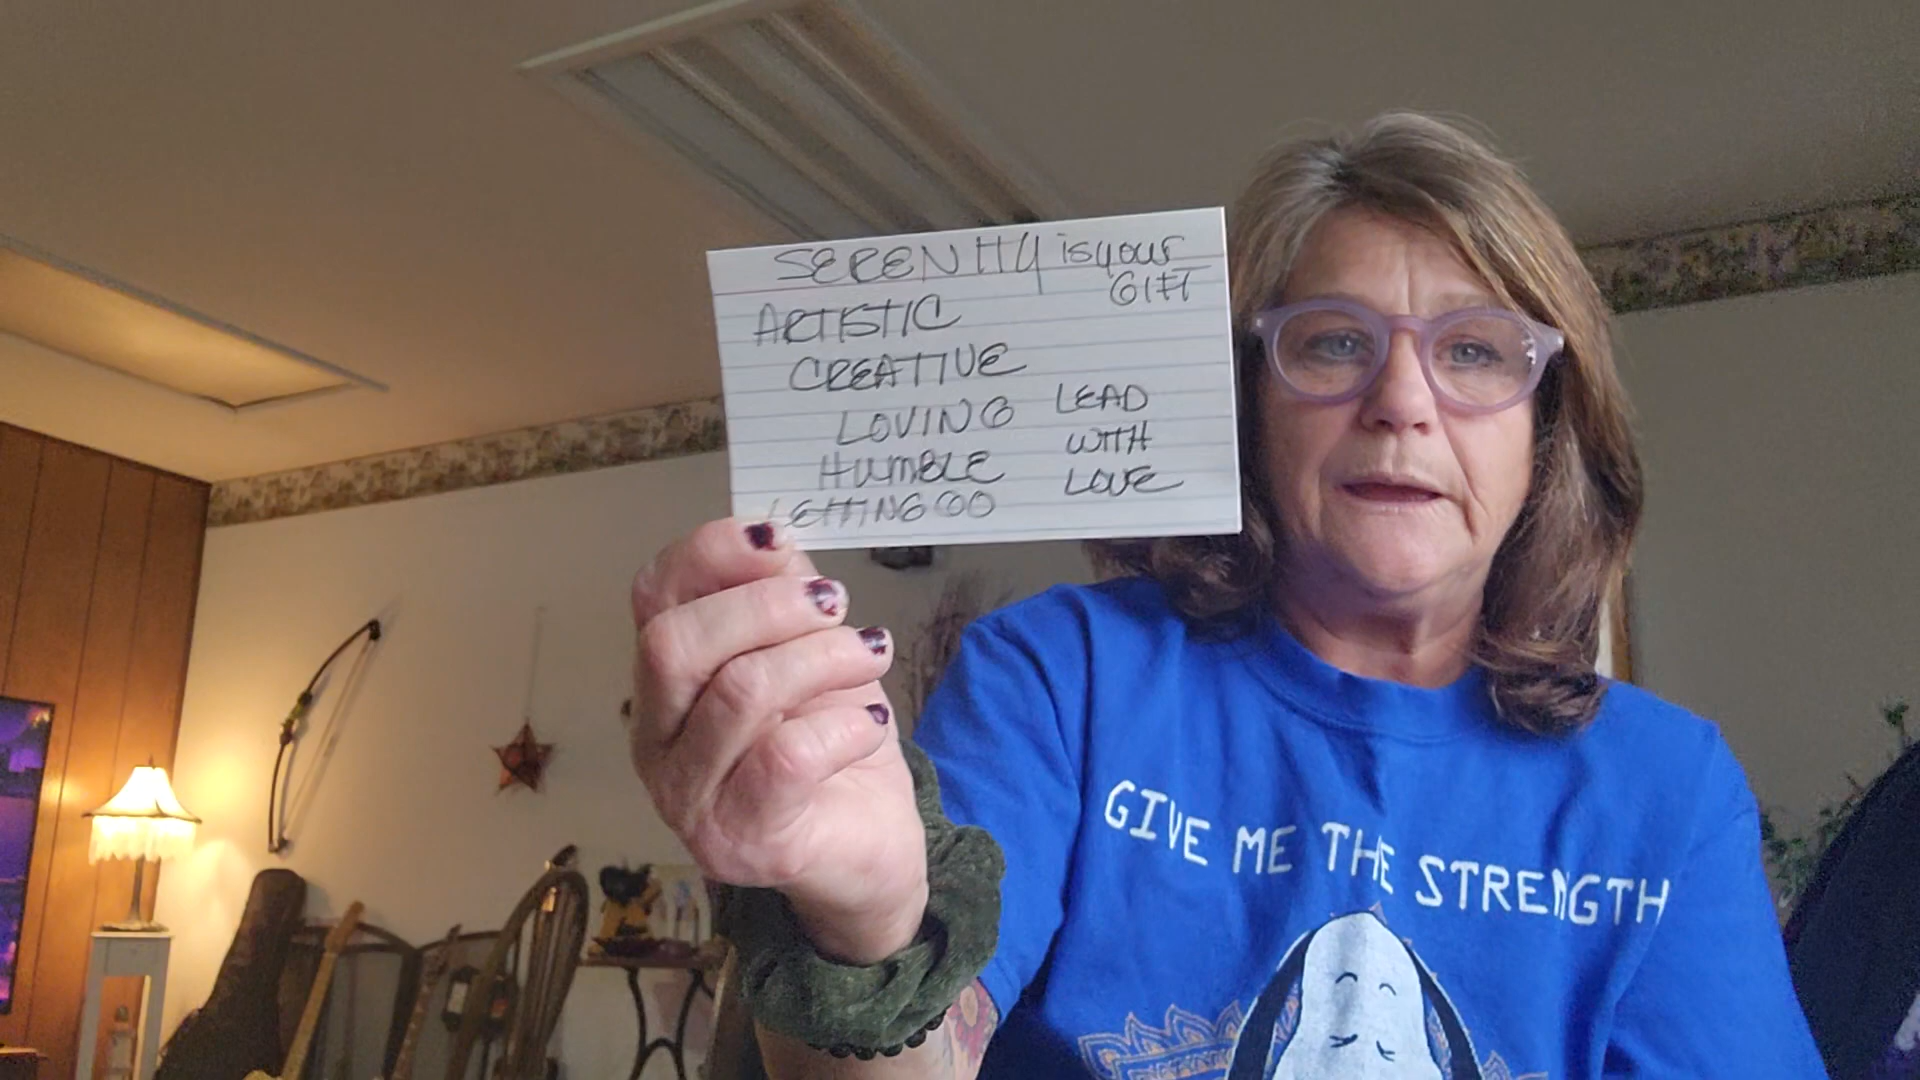 SERENITY is your
GIFT
ARTISTIC
CREATIVE
LOVING
HUMBLE
LETTING GO
LEAD
WITH
LOVE
GIVE ME THE STRENGTH